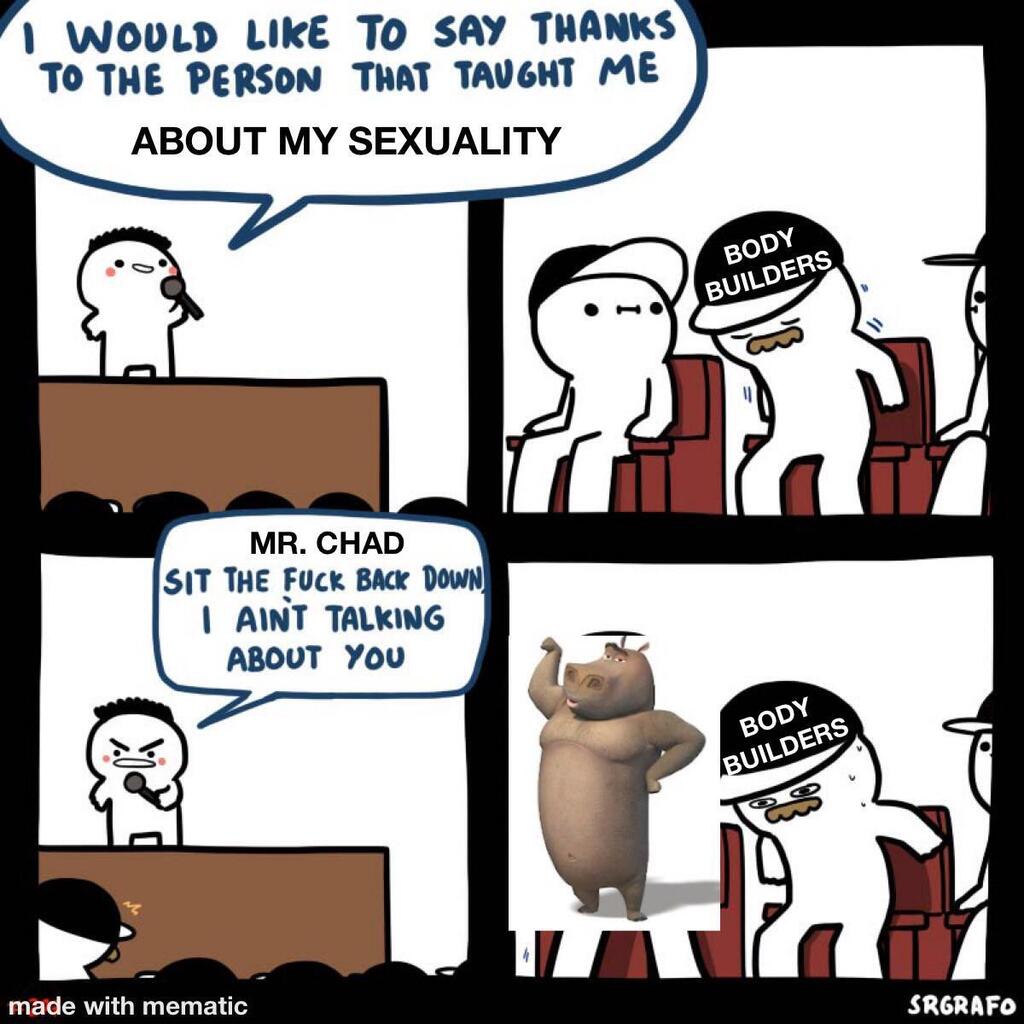 I WOULD LIKE TO SAY THANKS
TO THE PERSON THAT TAUGHT ME
ABOUT MY SEXUALITY
BODY
BUILDERS
MR. CHAD
SIT THE FUCK BACK DOWN,
I AIN'T TALKING
ABOUT YOU
BODY
BUILDERS
made with mematic
SRGRAFO